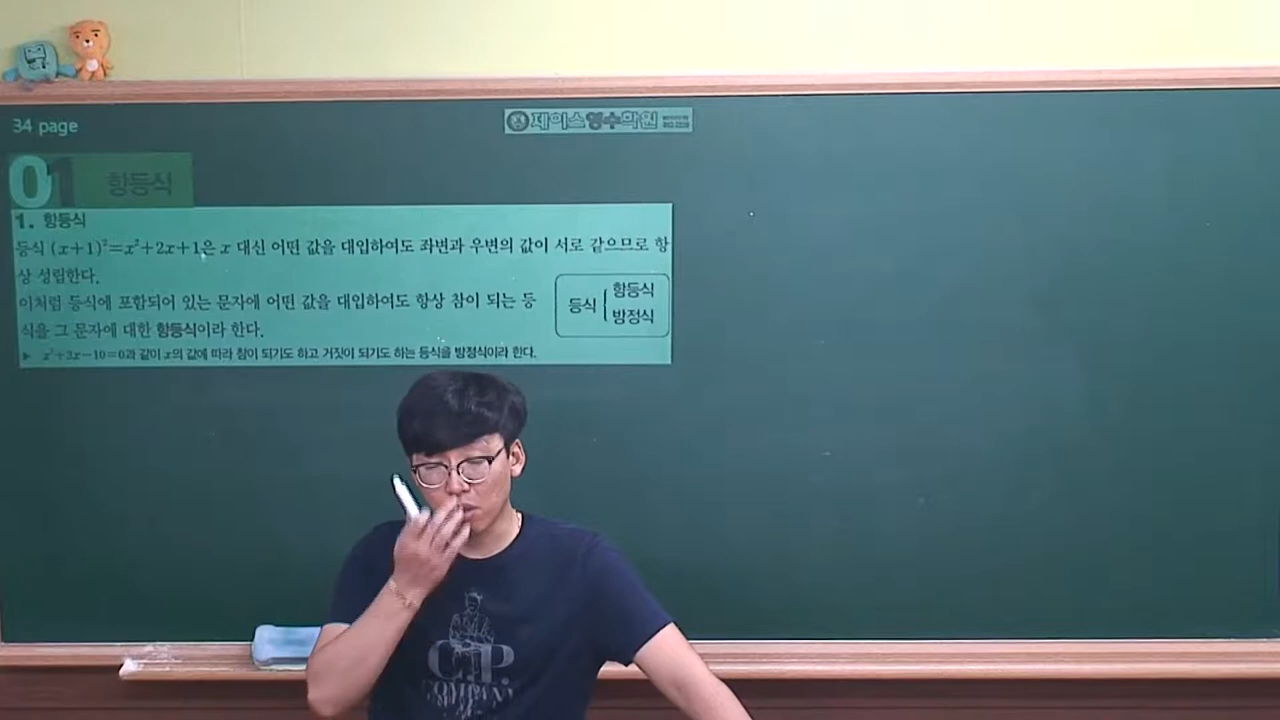 34 page
제이스영수학원
01 항등식
1. 항등식
등식 (x+1)²=x²+2x+1은 x 대신 어떤 값을 대입하여도 좌변과 우변의 값이 서로 같으므로 항
상 성립한다.
이처럼 등식에 포함되어 있는 문자에 어떤 값을 대입하여도 항상 참이 되는 등
식을 그 문자에 대한 항등식이라 한다.
등식 { 항등식
방정식
▶ x²+3x-10=0과 같이 x의 값에 따라 참이 되기도 하고 거짓이 되기도 하는 등식을 방정식이라 한다.
C.P.
COMPANY